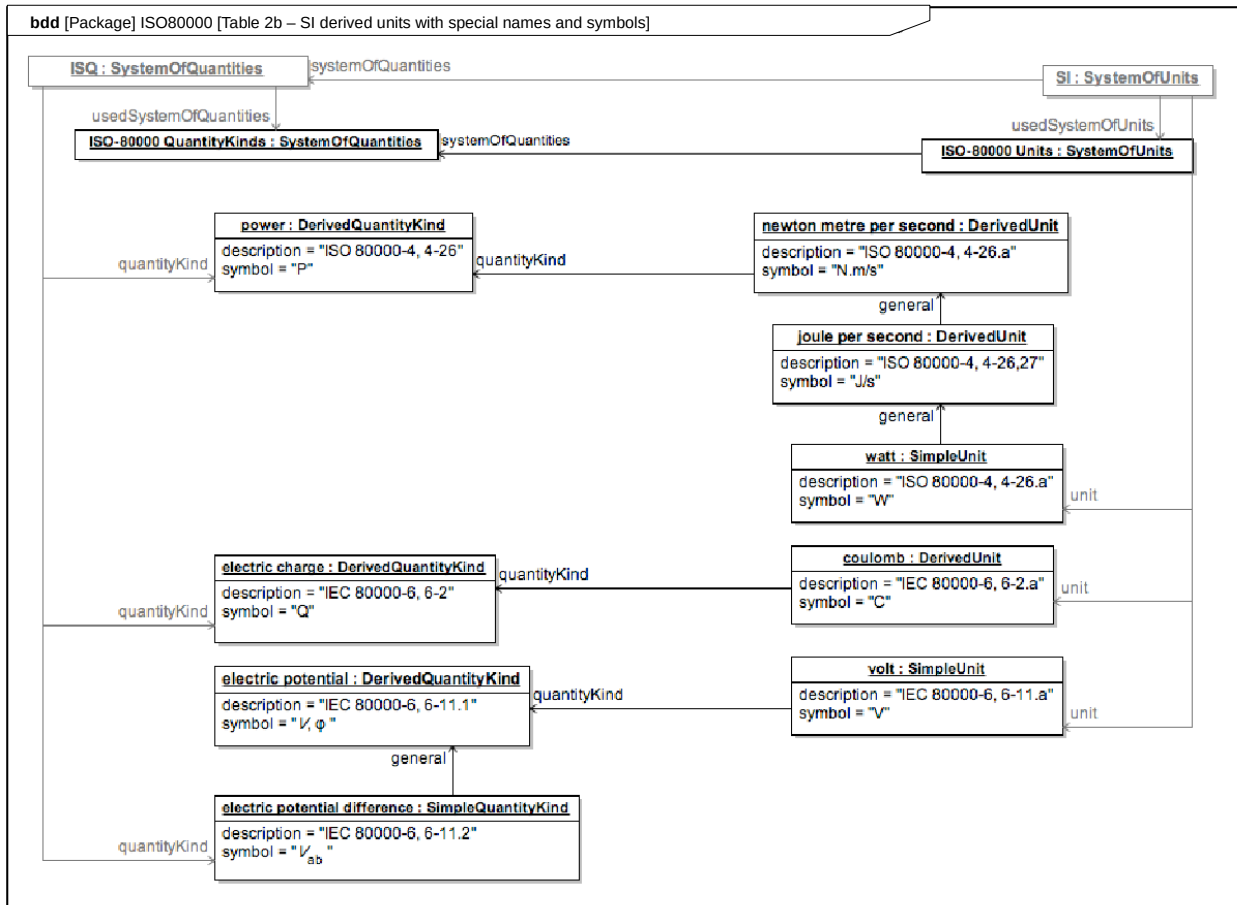 bdd [Package] ISO80000 [Table 2b – SI derived units with special names and symbols]
ISQ : SystemOfQuantities
systemOfQuantities
SI : SystemOfUnits
usedSystemOfQuantities
usedSystemOfUnits
ISO-80000 QuantityKinds : SystemOfQuantities
systemOfQuantities
ISO-80000 Units : SystemOfUnits
power : DerivedQuantityKind
description = "ISO 80000-4, 4-26"
symbol = "P"
quantityKind
quantityKind
newton metre per second : DerivedUnit
description = "ISO 80000-4, 4-26.a"
symbol = "N.m/s"
general
joule per second : DerivedUnit
description = "ISO 80000-4, 4-26,27"
symbol = "J/s"
general
watt : SimpleUnit
description = "ISO 80000-4, 4-26.a"
symbol = "W"
unit
electric charge : DerivedQuantityKind
description = "IEC 80000-6, 6-2"
symbol = "Q"
quantityKind
quantityKind
coulomb : DerivedUnit
description = "IEC 80000-6, 6-2.a"
symbol = "C"
unit
electric potential : DerivedQuantityKind
description = "IEC 80000-6, 6-11.1"
symbol = "V, φ "
quantityKind
volt : SimpleUnit
description = "IEC 80000-6, 6-11.a"
symbol = "V"
unit
general
electric potential difference : SimpleQuantityKind
description = "IEC 80000-6, 6-11.2"
symbol = "Vab "
quantityKind